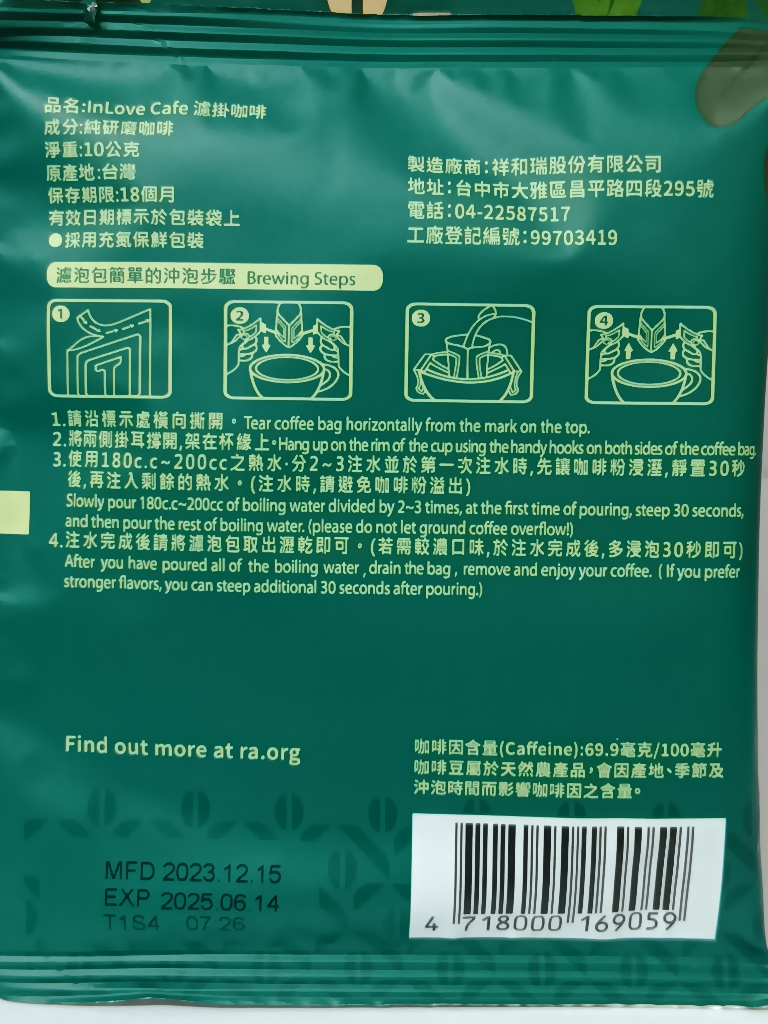 品名:InLove Cafe 濾掛咖啡
成分:純研磨咖啡
淨重:10公克
原產地:台灣
保存期限:18個月
有效日期標示於包裝袋上
●採用充氮保鮮包裝
製造廠商:祥和瑞股份有限公司
地址:台中市大雅區昌平路四段295號
電話:04-22587517
工廠登記編號:99703419
濾泡包簡單的沖泡步驟 Brewing Steps
1
2
3
4
1.請沿標示處橫向撕開。Tear coffee bag horizontally from the mark on the top.
2.將兩側掛耳撐開,架在杯緣上。Hang up on the rim of the cup using the handy hooks on both sides of the coffee bag.
3.使用180c.c~200cc之熱水·分2~3注水並於第一次注水時,先讓咖啡粉浸溼,靜置30秒
後,再注入剩餘的熱水。(注水時,請避免咖啡粉溢出)
Slowly pour 180c.c~200cc of boiling water divided by 2~3 times, at the first time of pouring, steep 30 seconds,
and then pour the rest of boiling water. (please do not let ground coffee overflow!)
4.注水完成後請將濾泡包取出瀝乾即可。(若需較濃口味,於注水完成後,多浸泡30秒即可)
After you have poured all of the boiling water ,drain the bag , remove and enjoy your coffee. ( If you prefer
stronger flavors, you can steep additional 30 seconds after pouring.)
Find out more at ra.org
咖啡因含量(Caffeine):69.9毫克/100毫升
咖啡豆屬於天然農產品,會因產地、季節及
沖泡時間而影響咖啡因之含量。
MFD 2023.12.15
EXP 2025.06.14
T1S4 07:26
4 718000 169059